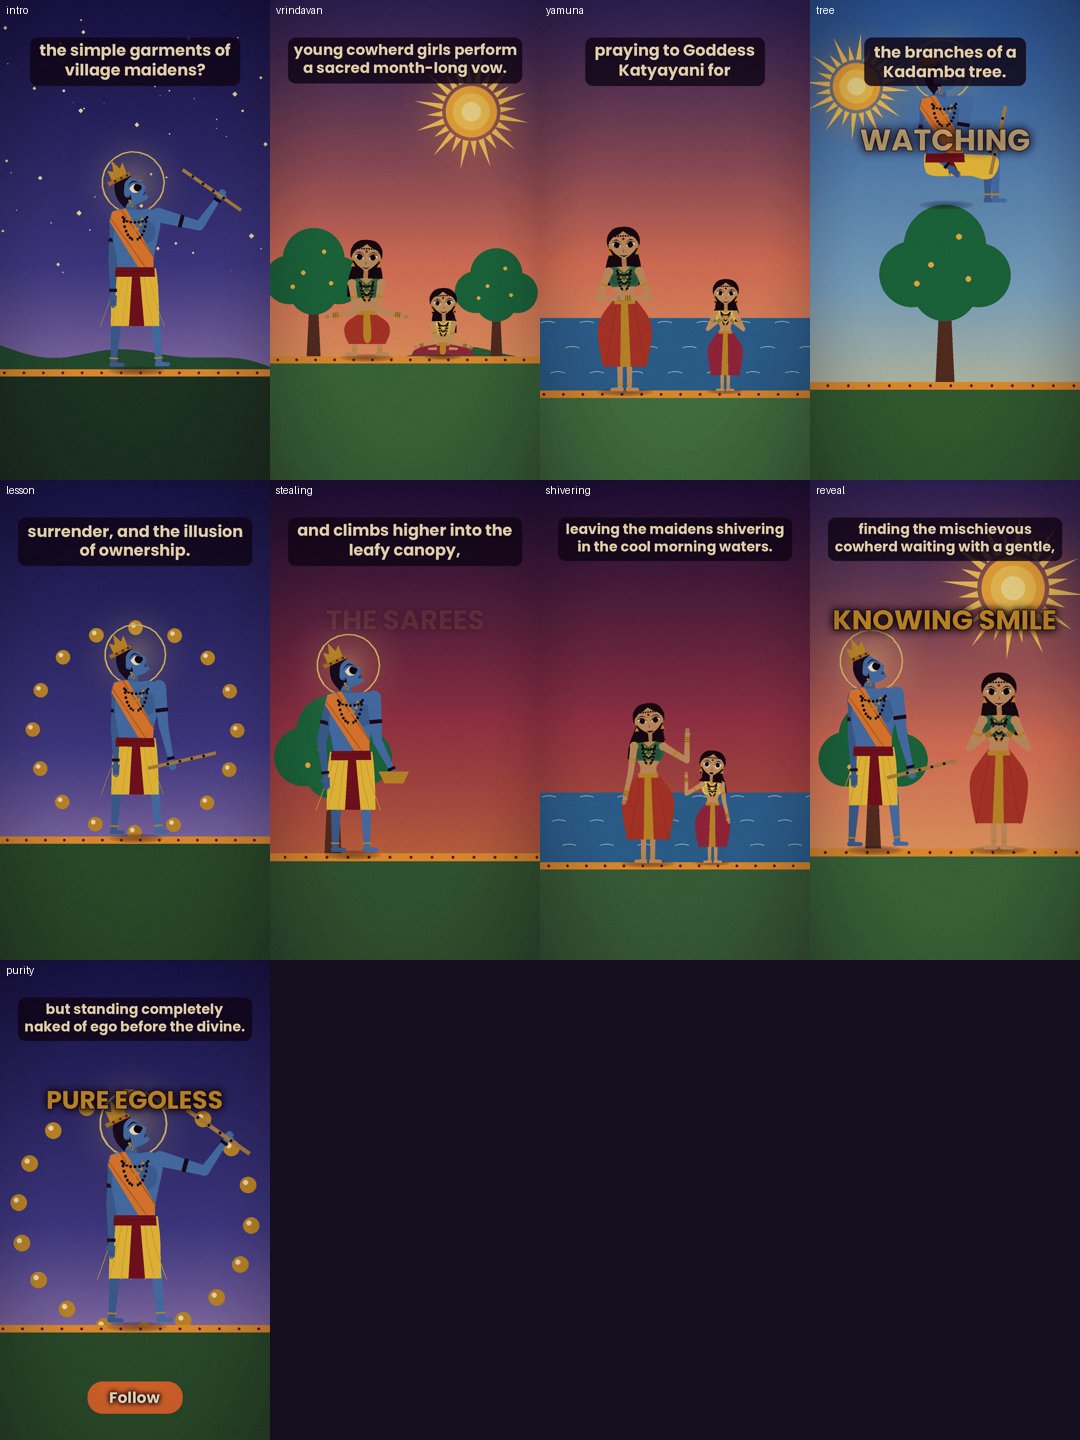 intro
the simple garments of
village maidens?
vrindavan
young cowherd girls perform
a sacred month-long vow.
yamuna
praying to Goddess
Katyayani for
tree
the branches of a
Kadamba tree.
WATCHING
lesson
surrender, and the illusion
of ownership.
stealing
and climbs higher into the
leafy canopy,
THE SAREES
shivering
leaving the maidens shivering
in the cool morning waters.
reveal
finding the mischievous
cowherd waiting with a gentle,
KNOWING SMILE
purity
but standing completely
naked of ego before the divine.
PURE EGOLESS
Follow